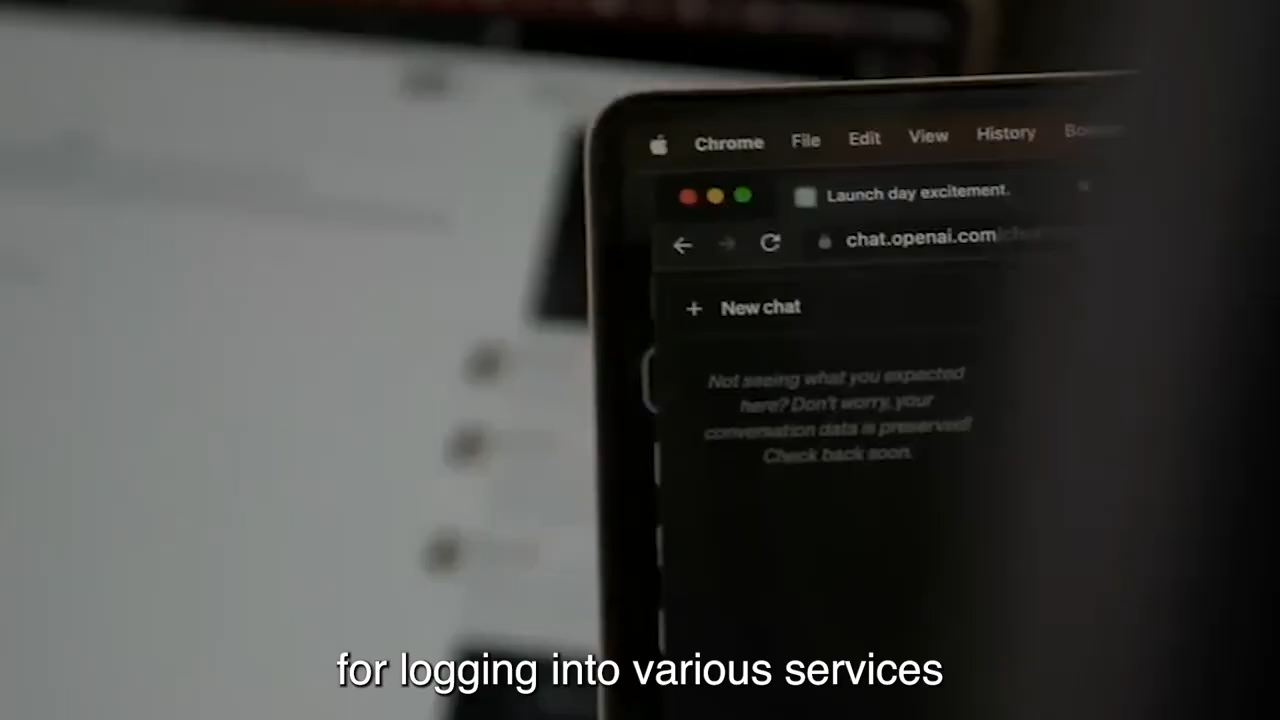 Chrome File Edit View History
Launch day excitement.
chat.openai.com
+ New chat
Not seeing what you expected
here? Don't worry, your
conversation data is preserved!
Check back soon.
for logging into various services